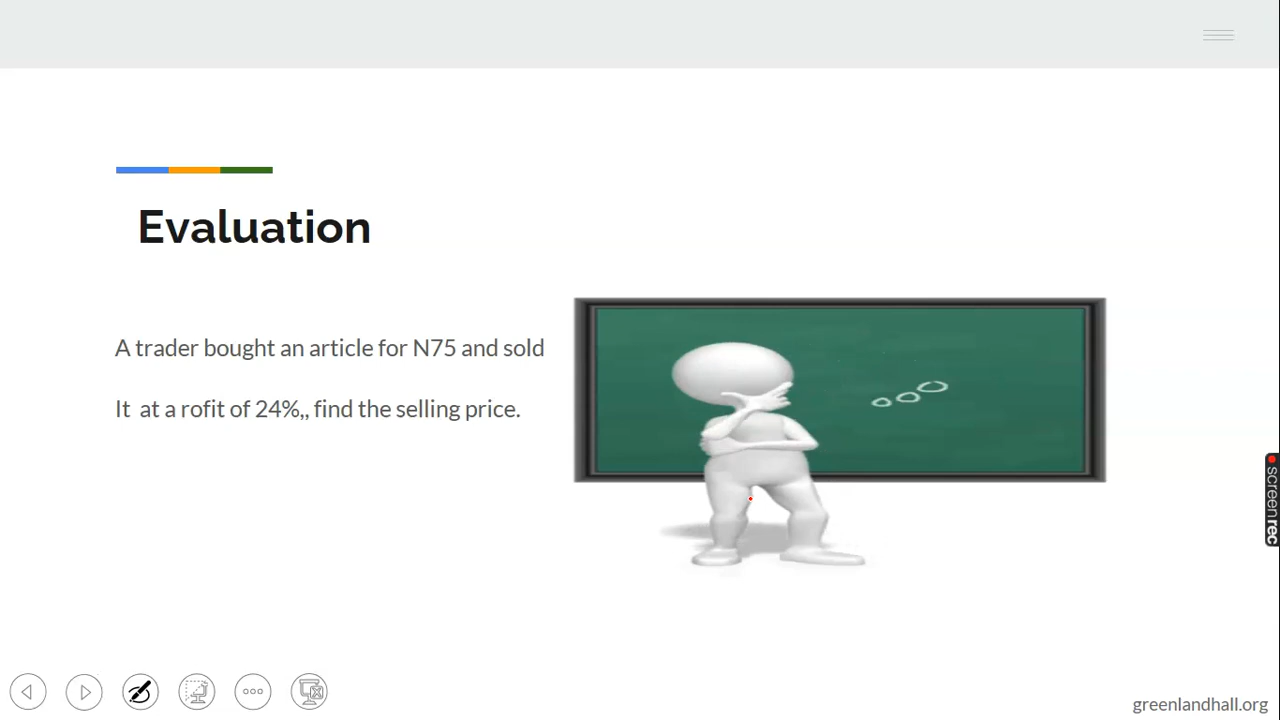 Evaluation
A trader bought an article for N75 and sold
It at a rofit of 24%,, find the selling price.
screenrec
greenlandhall.org